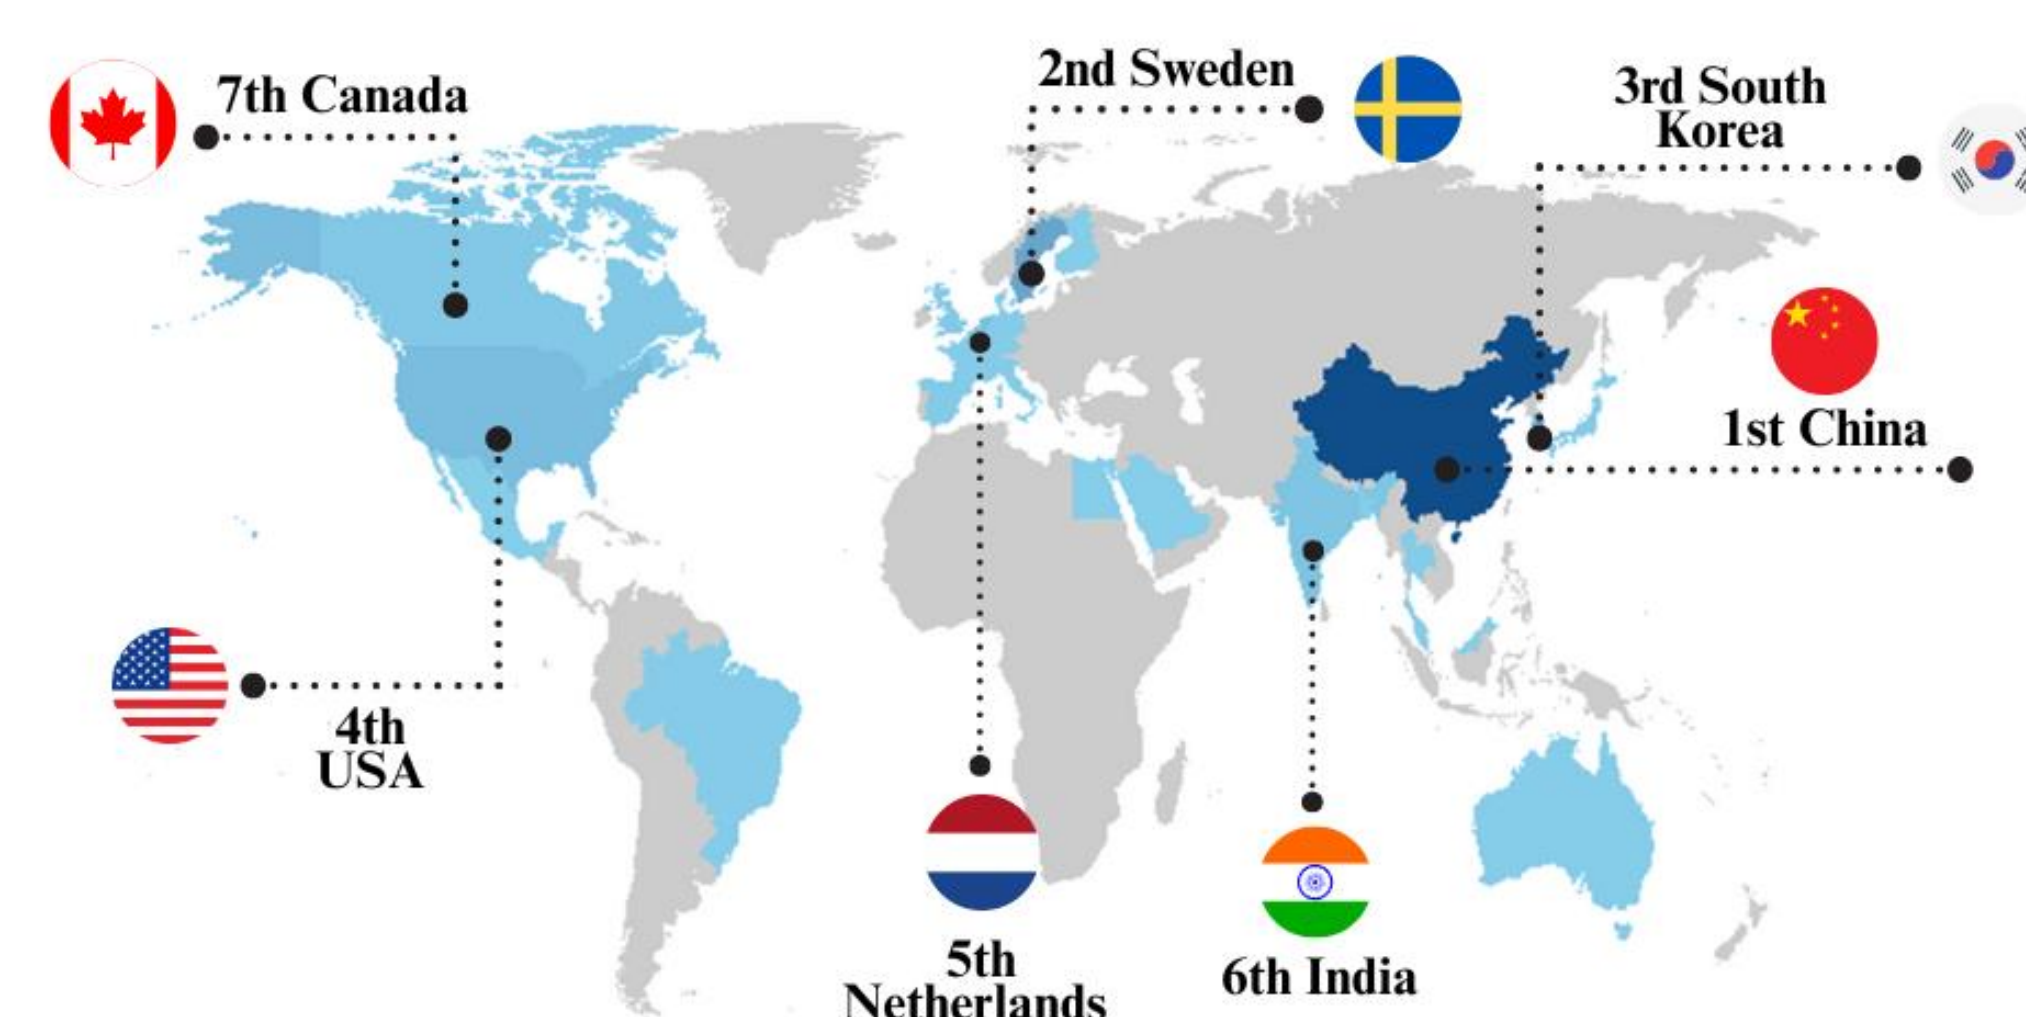 7th Canada
2nd Sweden
3rd South
Korea
1st China
4th
USA
5th
Netherlands
6th India